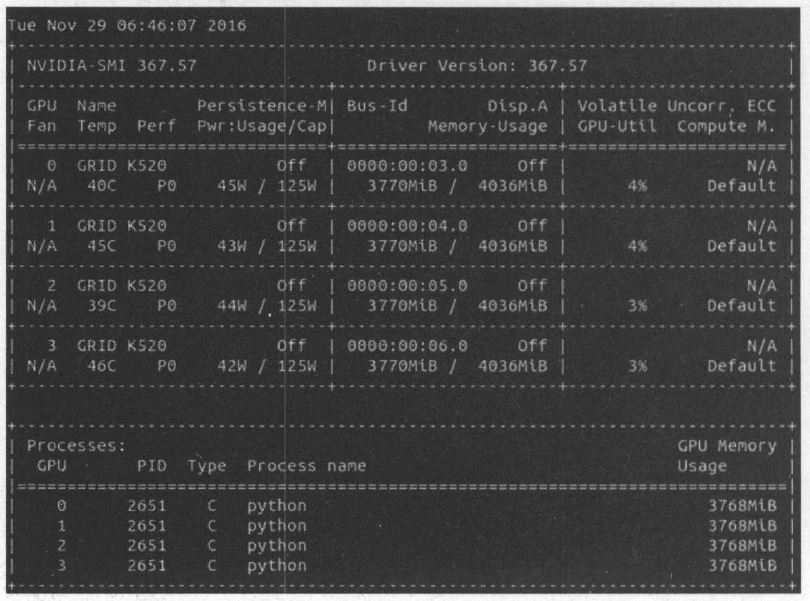 Tue Nov 29 06:46:07 2016
NVIDIA-SMI 367.57 Driver Version: 367.57
GPU Name Persistence-M| Bus-Id Disp.A | Volatile Uncorr. ECC
Fan Temp Perf Pwr:Usage/Cap| Memory-Usage | GPU-Util Compute M.
0 GRID K520 Off | 0000:00:03.0 Off | N/A
N/A 40C P0 45W / 125W | 3770MiB / 4036MiB | 4% Default
1 GRID K520 Off | 0000:00:04.0 Off | N/A
N/A 45C P0 43W / 125W | 3770MiB / 4036MiB | 4% Default
2 GRID K520 Off | 0000:00:05.0 Off | N/A
N/A 39C P0 44W / 125W | 3770MiB / 4036MiB | 3% Default
3 GRID K520 Off | 0000:00:06.0 Off | N/A
N/A 46C P0 42W / 125W | 3770MiB / 4036MiB | 3% Default
Processes: GPU Memory
GPU PID Type Process name Usage
0 2651 C python 3768MiB
1 2651 C python 3768MiB
2 2651 C python 3768MiB
3 2651 C python 3768MiB